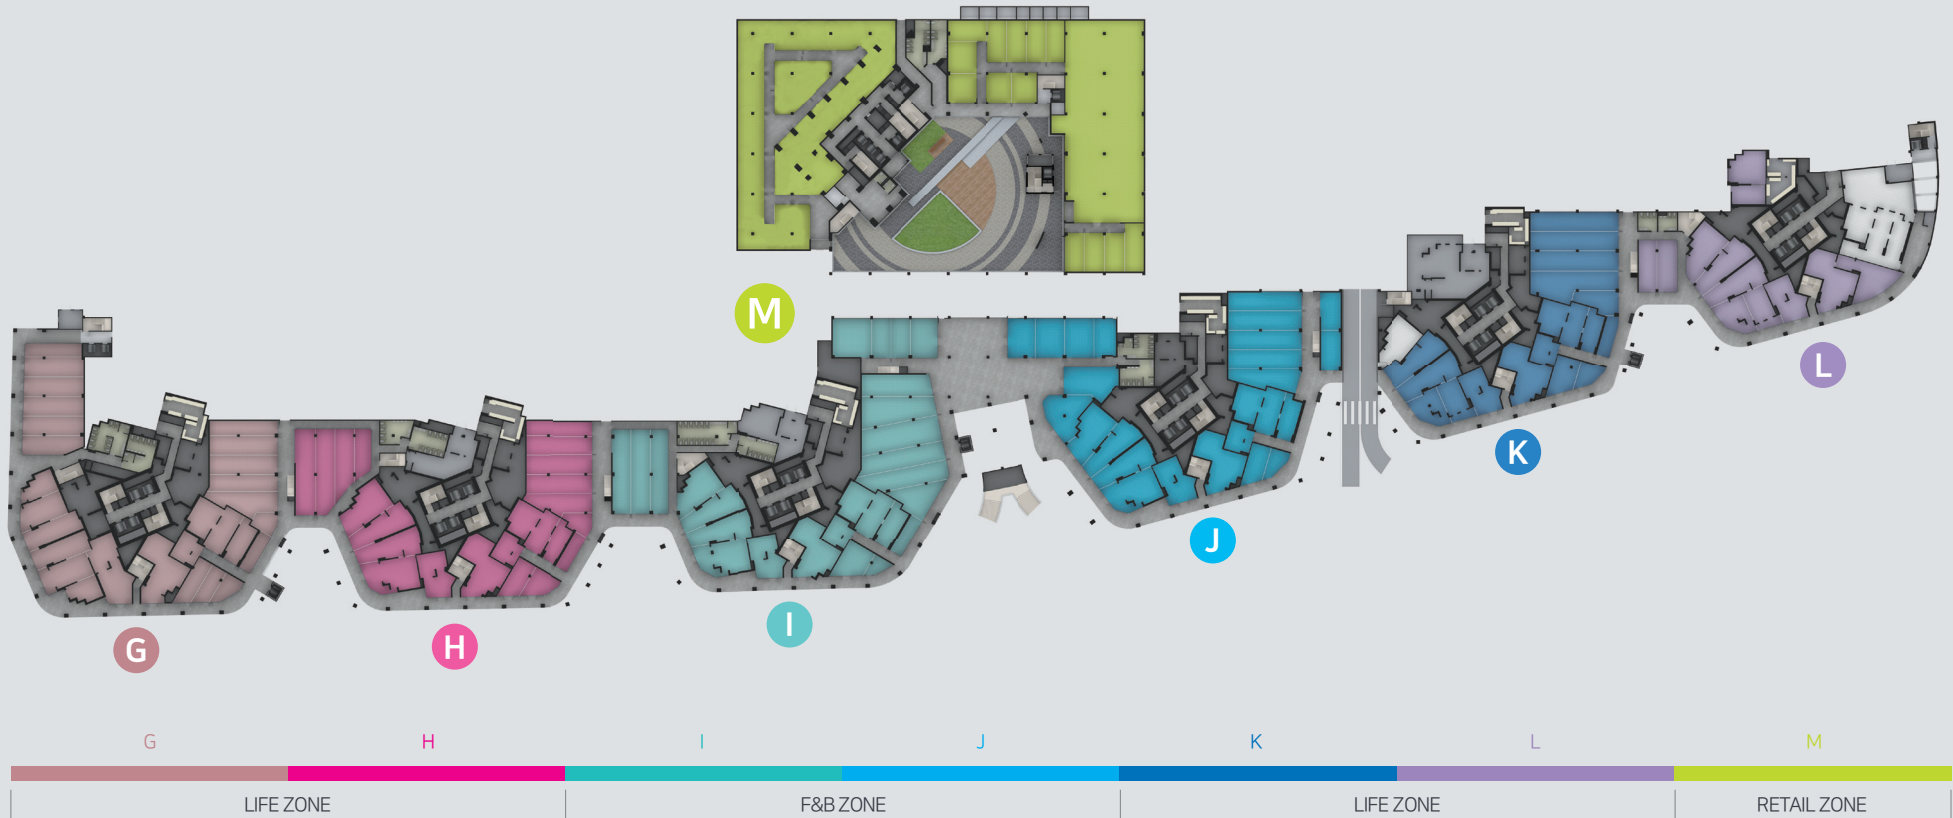 M
L
K
J
I
H
G
G H I J K L M
LIFE ZONE F&B ZONE LIFE ZONE RETAIL ZONE